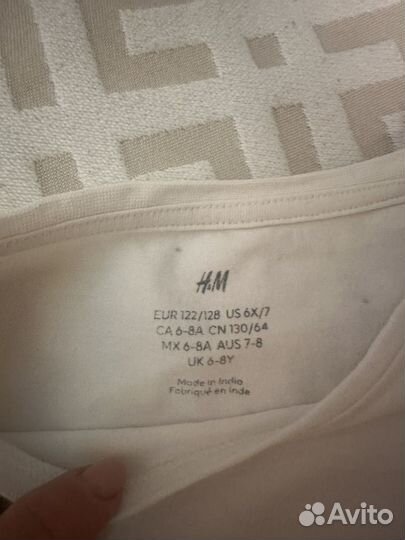 H&M
EUR 122/128 US 6X/7
CA 6-8A CN 130/64
MX 6-8A AUS 7-8
UK 6-8Y
Made in India
Fabriqué en Inde
Avito